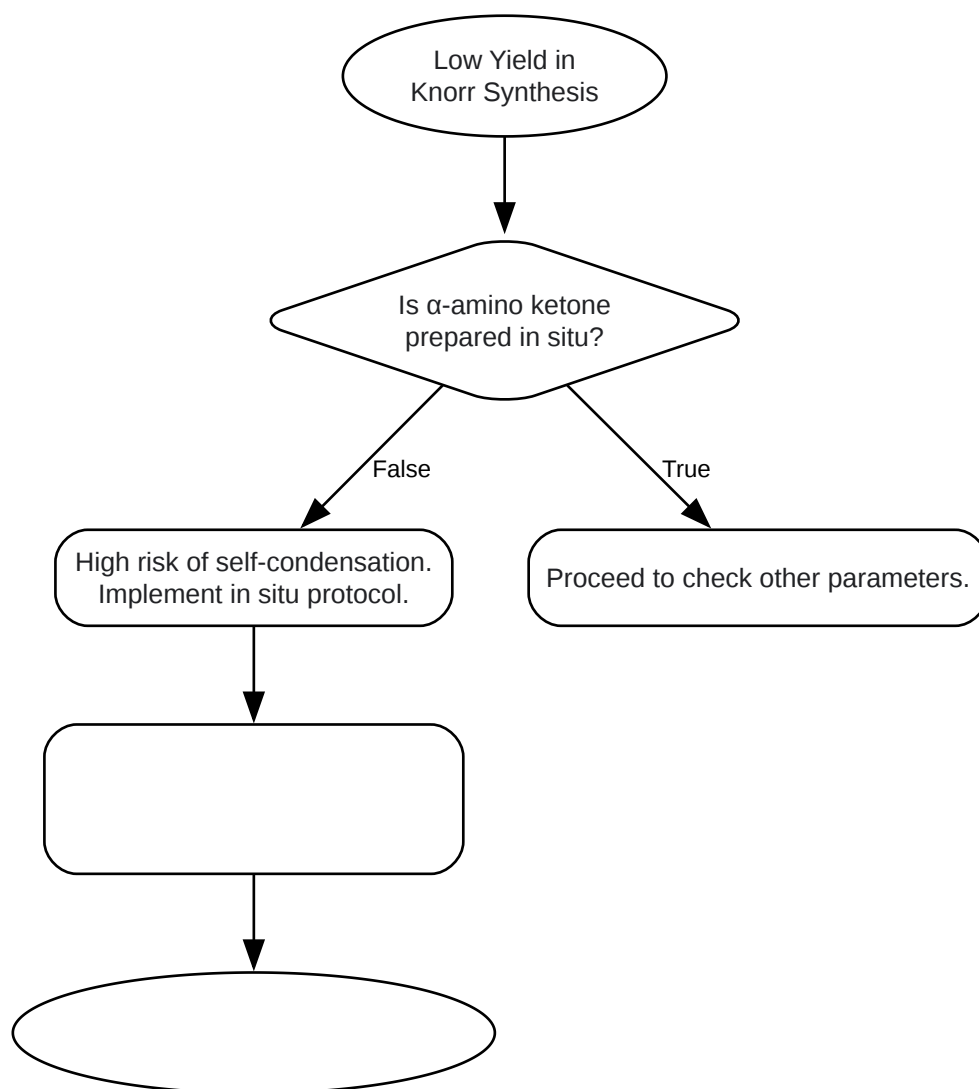 Low Yield in
Knorr Synthesis
Is α-amino ketone
prepared in situ?
False
True
High risk of self-condensation.
Implement in situ protocol.
Proceed to check other parameters.